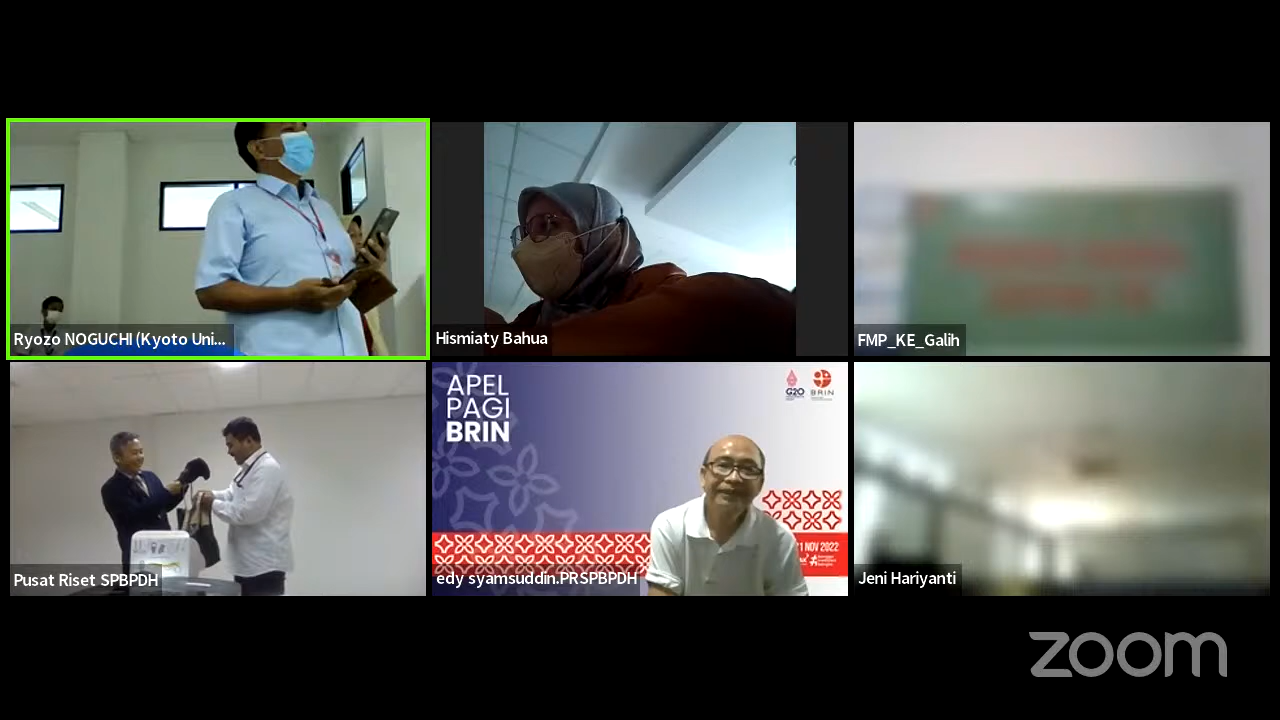 Ryozo NOGUCHI (Kyoto Uni...
Hismiaty Bahua
FMP_KE_Galih
Pusat Riset SPBPDH
APEL
PAGI
BRIN
G20
BRIN
1 NOV 2022
edy syamsuddin.PRSPBPDH
Jeni Hariyanti
zoom